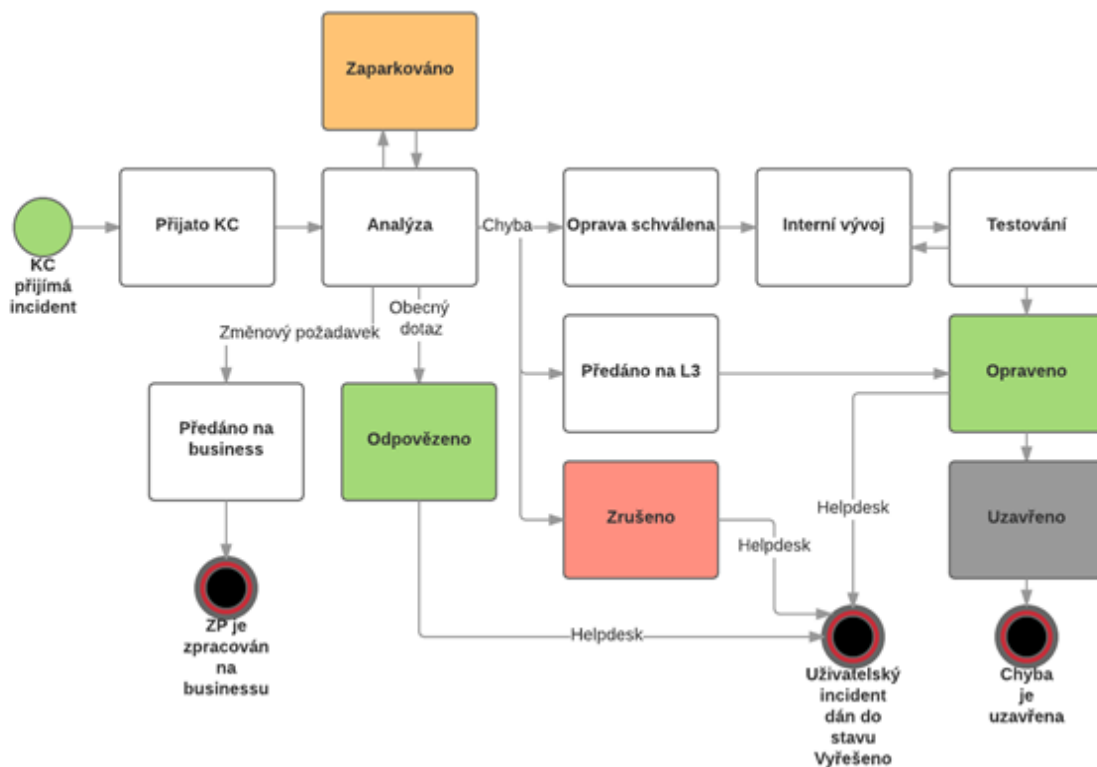 Zaparkováno
Přijato KC
Analýza
Chyba
Oprava schválena
Interní vývoj
Testování
KC
přijímá
incident
Změnový požadavek
Obecný
dotaz
Předáno na L3
Opraveno
Předáno na
business
Odpovězeno
Zrušeno
Helpdesk
Uzavřeno
Helpdesk
Helpdesk
ZP je
zpracován
na
businessu
Uživatelský
incident
dán do
stavu
Vyřešeno
Chyba
je
uzavřena